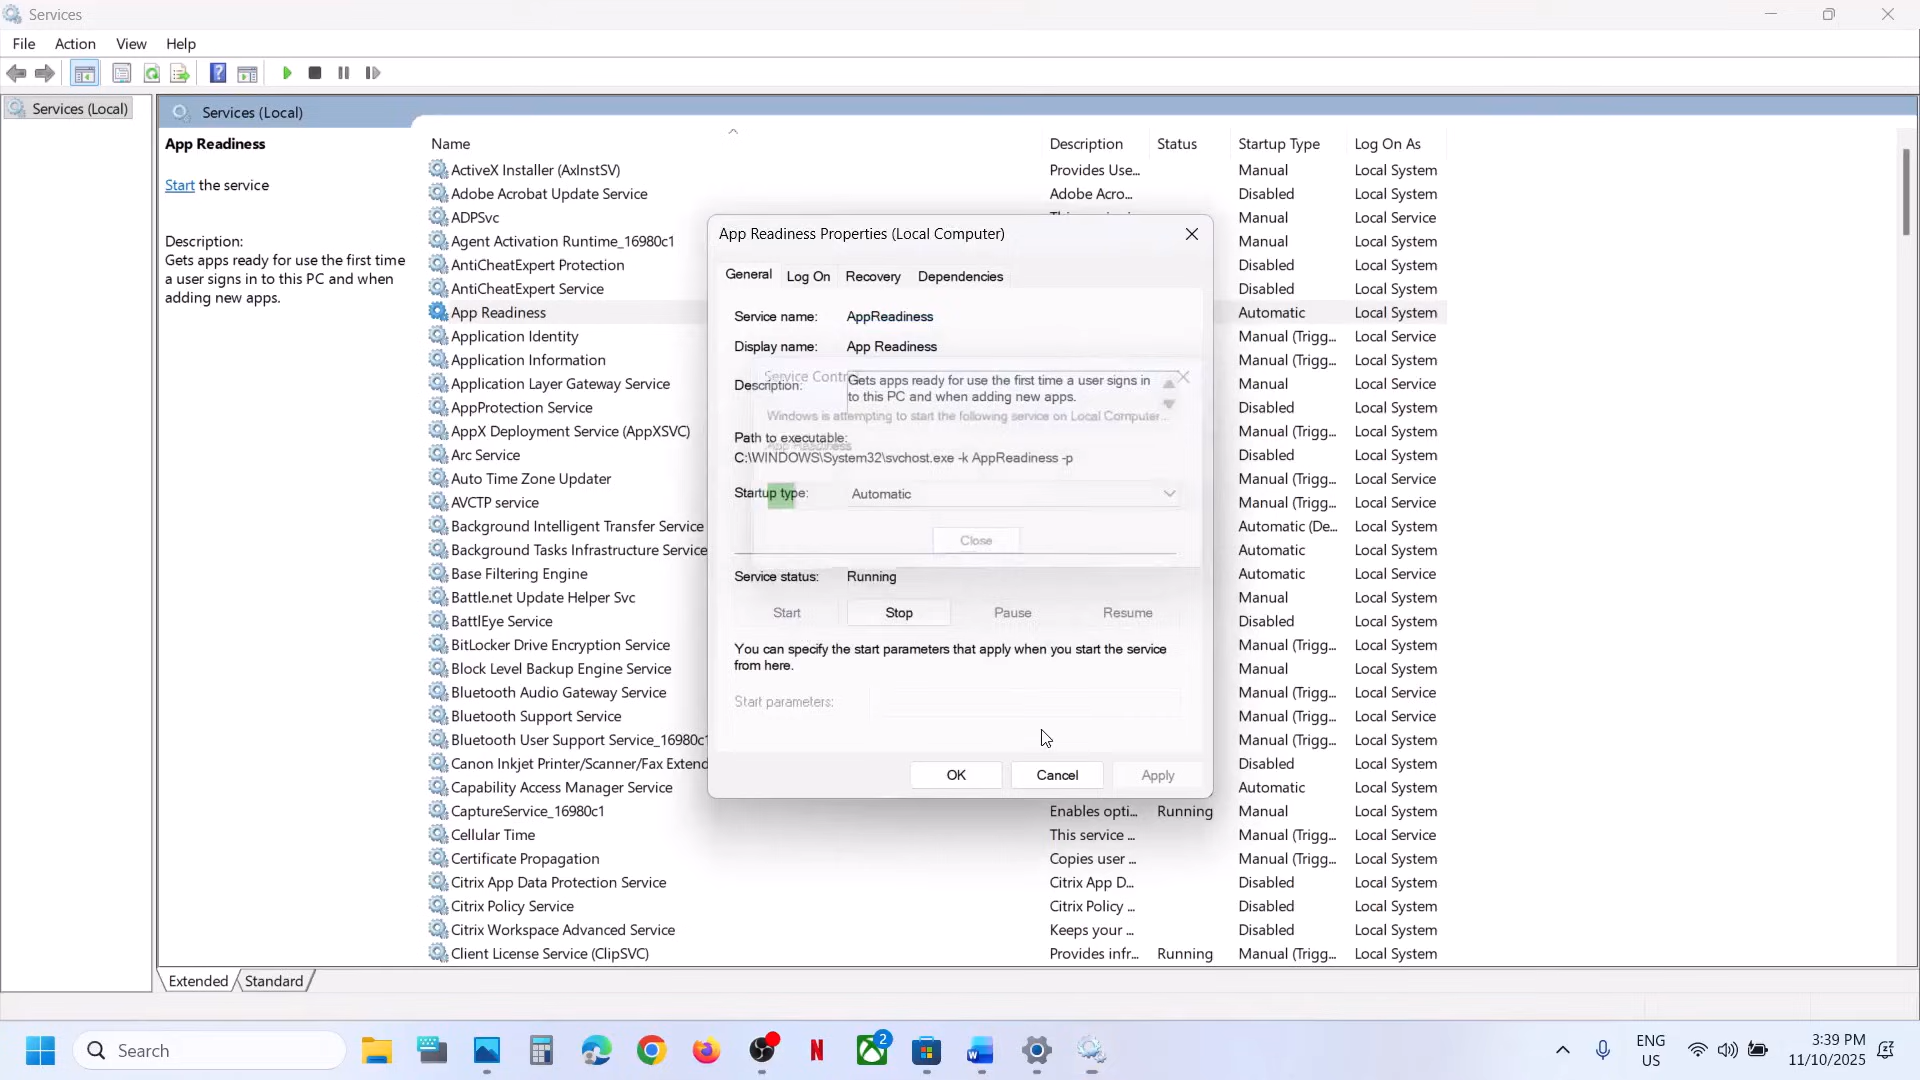 Services
File Action View Help
Services (Local)
Services (Local)
App Readiness
Start the service
Description:
Gets apps ready for use the first time
a user signs in to this PC and when
adding new apps.
Name Description Status Startup Type Log On As
ActiveX Installer (AxInstSV) Provides Use... Manual Local System
Adobe Acrobat Update Service Adobe Acro... Disabled Local System
ADPSvc Manual Local Service
Agent Activation Runtime_16980c1 Manual Local System
AntiCheatExpert Protection Disabled Local System
AntiCheatExpert Service Disabled Local System
App Readiness Automatic Local System
Application Identity Manual (Trigg... Local Service
Application Information Manual (Trigg... Local System
Application Layer Gateway Service Manual Local Service
AppProtection Service Disabled Local System
AppX Deployment Service (AppXSVC) Manual (Trigg... Local System
Arc Service Disabled Local System
Auto Time Zone Updater Manual (Trigg... Local Service
AVCTP service Manual (Trigg... Local Service
Background Intelligent Transfer Service Automatic (De... Local System
Background Tasks Infrastructure Service Automatic Local System
Base Filtering Engine Automatic Local Service
Battle.net Update Helper Svc Manual Local System
BattlEye Service Disabled Local System
BitLocker Drive Encryption Service Manual (Trigg... Local System
Block Level Backup Engine Service Manual Local System
Bluetooth Audio Gateway Service Manual (Trigg... Local Service
Bluetooth Support Service Manual (Trigg... Local Service
Bluetooth User Support Service_16980c1 Manual (Trigg... Local System
Canon Inkjet Printer/Scanner/Fax Extend Disabled Local System
Capability Access Manager Service Automatic Local System
CaptureService_16980c1 Enables opti... Running Manual Local System
Cellular Time This service ... Manual (Trigg... Local Service
Certificate Propagation Copies user ... Manual (Trigg... Local System
Citrix App Data Protection Service Citrix App D... Disabled Local System
Citrix Policy Service Citrix Policy ... Disabled Local System
Citrix Workspace Advanced Service Keeps your ... Disabled Local System
Client License Service (ClipSVC) Provides infr... Running Manual (Trigg... Local System
App Readiness Properties (Local Computer)
General Log On Recovery Dependencies
Service name: AppReadiness
Display name: App Readiness
Service Contr
Description: Gets apps ready for use the first time a user signs in
to this PC and when adding new apps.
Windows is attempting to start the following service on Local Computer...
Path to executable:
App Readiness
C:\WINDOWS\System32\svchost.exe -k AppReadiness -p
Startup type: Automatic
Close
Service status: Running
Start Stop Pause Resume
You can specify the start parameters that apply when you start the service
from here.
Start parameters:
OK Cancel Apply
Extended Standard
Search
2
ENG
US
3:39 PM
11/10/2025